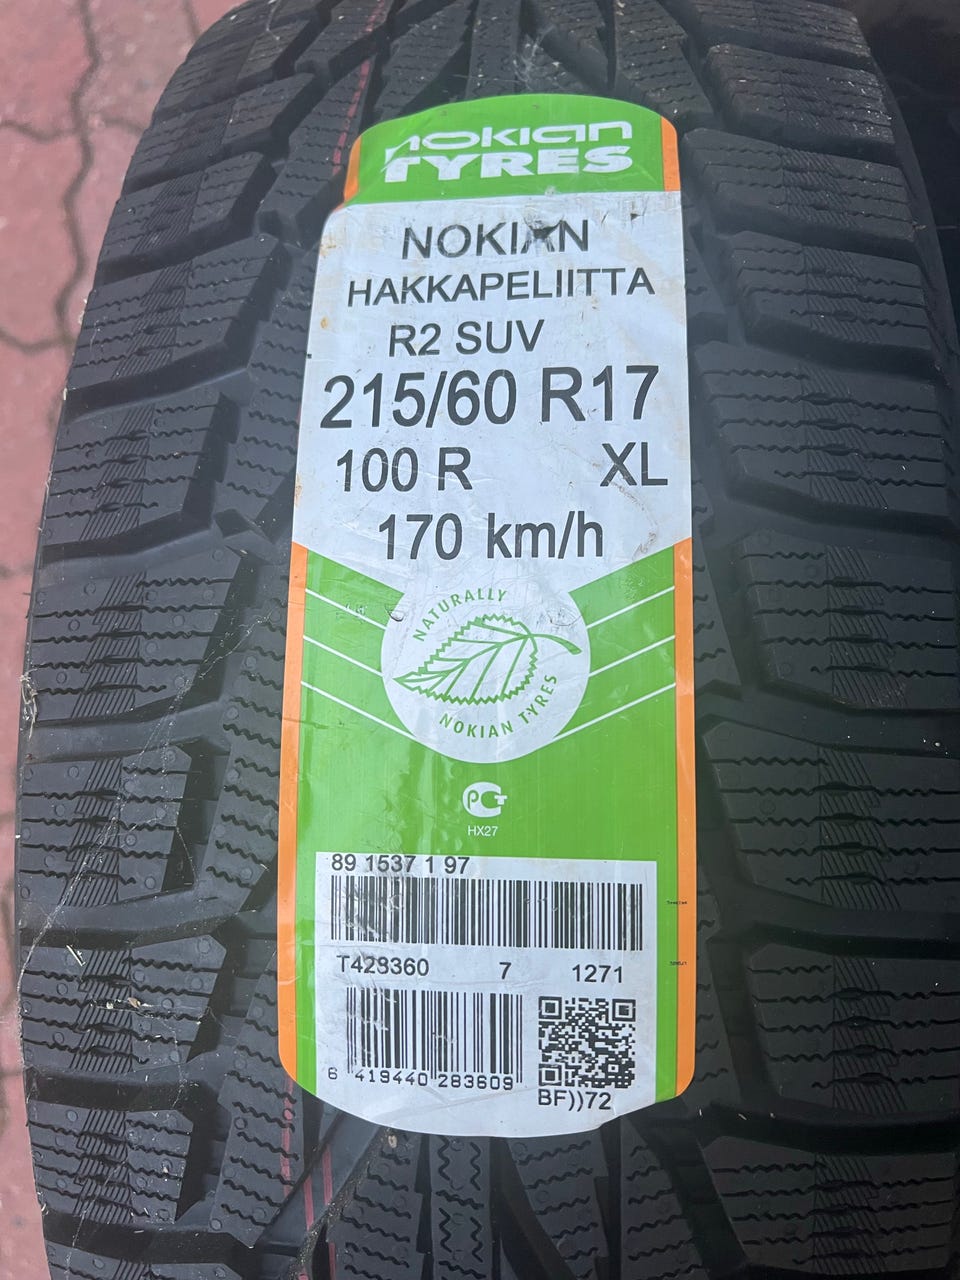 nokian
TYRES
NOKIAN
HAKKAPELIITTA
R2 SUV
215/60 R17
100 R XL
170 km/h
NATURALLY
NOKIAN TYRES
РСТ
HX27
89 1537 1 97
T428360 7 1271
6 419440 283609
BF))72